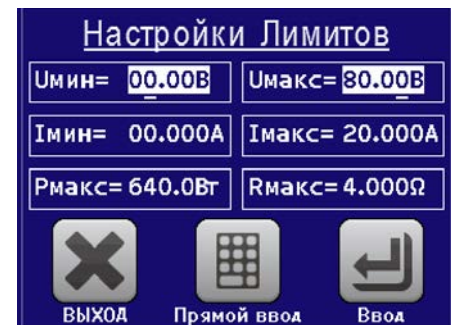 Настройки Лимитов
Uмин= 00.00В Uмакс= 80.00В
Iмин= 00.000А Iмакс= 20.000А
Pмакс= 640.0Вт Rмакс= 4.000Ω
ВЫХОД Прямой ввод Ввод